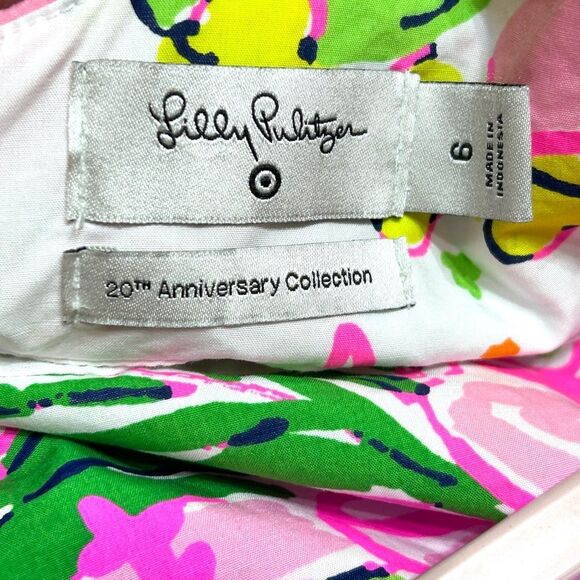 Lilly Pulitzer
20TH Anniversary Collection
6
MADE IN
INDONESIA